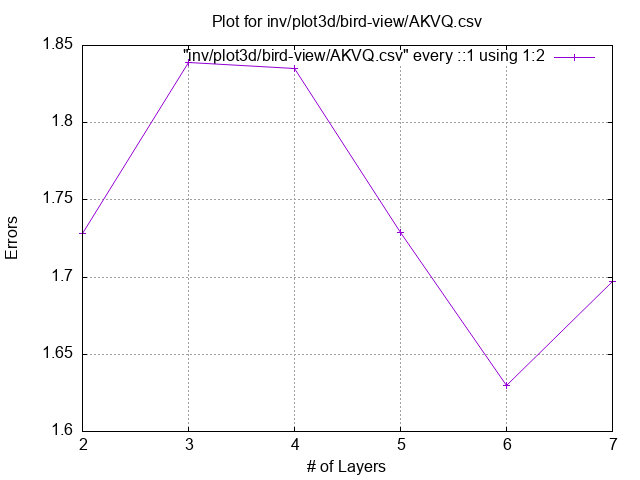 Plot for inv/plot3d/bird-view/AKVQ.csv
"inv/plot3d/bird-view/AKVQ.csv" every ::1 using 1:2
1.85
1.8
1.75
1.7
1.65
1.6
Errors
2 3 4 5 6 7
# of Layers